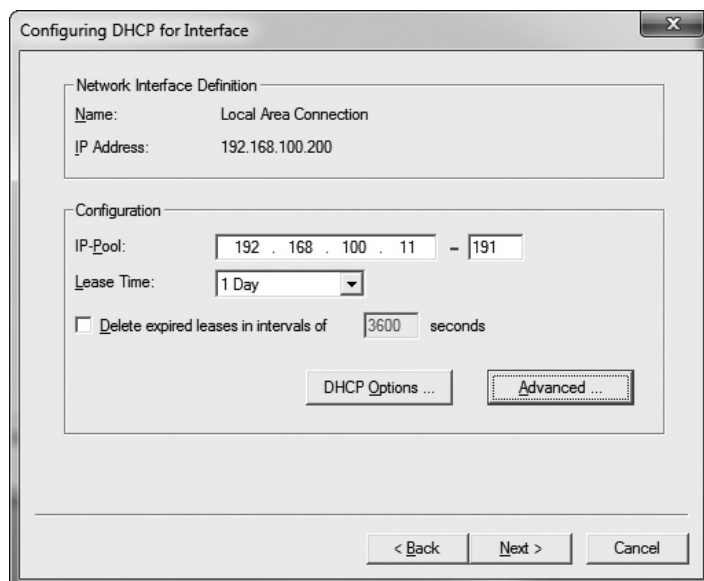 Configuring DHCP for Interface
x
Network Interface Definition
Name: Local Area Connection
IP Address: 192.168.100.200
Configuration
IP-Pool: 192 . 168 . 100 . 11 – 191
Lease Time: 1 Day
Delete expired leases in intervals of 3600 seconds
DHCP Options ... Advanced ...
< Back Next > Cancel